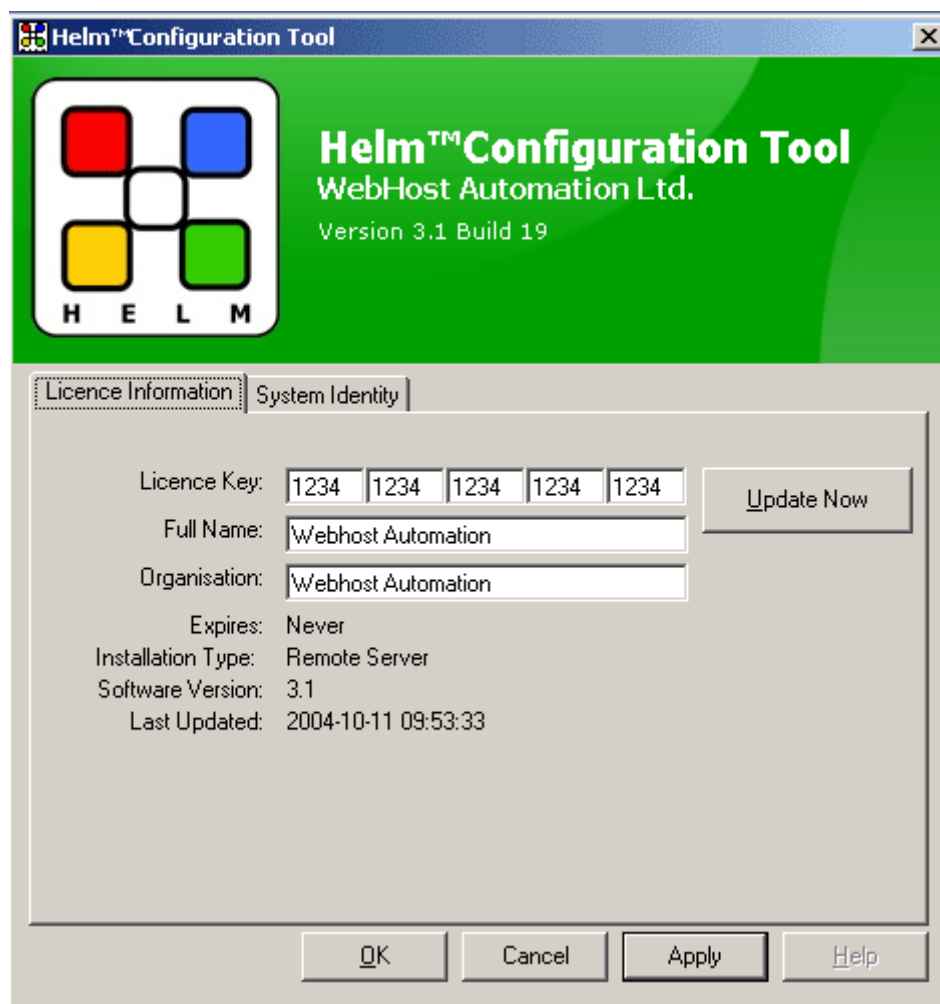 Helm™Configuration Tool
H E L M
Helm™Configuration Tool
WebHost Automation Ltd.
Version 3.1 Build 19
Licence Information System Identity
Licence Key: 1234 1234 1234 1234 1234
Update Now
Full Name: Webhost Automation
Organisation: Webhost Automation
Expires: Never
Installation Type: Remote Server
Software Version: 3.1
Last Updated: 2004-10-11 09:53:33
OK Cancel Apply Help